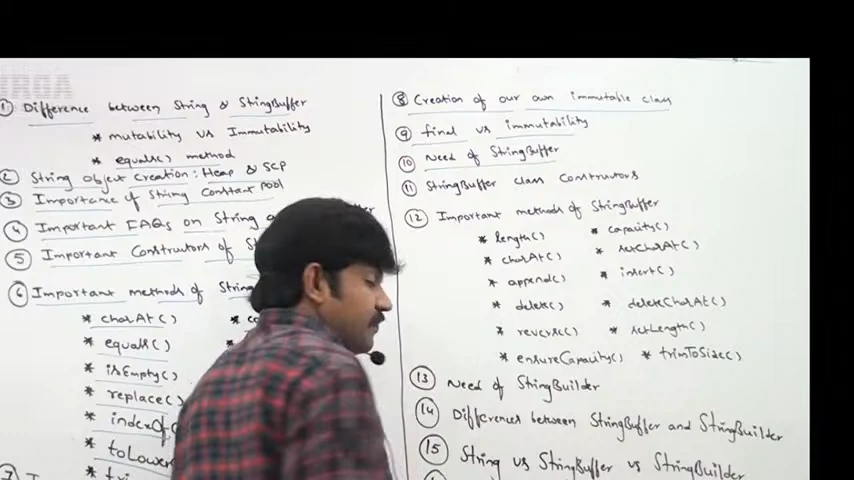 URGA
① Difference between String & StringBuffer
* mutability vs Immutability
* equals() method
② String object creation : Heap & SCP
③ Importance of String Constant pool
④ Important FAQs on String
⑤ Important Constructors of
⑥ Important methods of
* charAt()
* equals()
* isEmpty()
* replace()
*
*
*
⑧ Creation of our own immutable class
⑨ final vs immutability
⑩ Need of StringBuffer
⑪ StringBuffer class Constructors
⑫ Important methods of StringBuffer
* length() * capacity()
* charAt() * setCharAt()
* append() * insert()
* delete() * deleteCharAt()
* reverse() * setLength()
* ensureCapacity() * trimToSize()
⑬ Need of StringBuilder
⑭ Differences between StringBuffer and StringBuilder
⑮ String vs StringBuffer vs StringBuilder